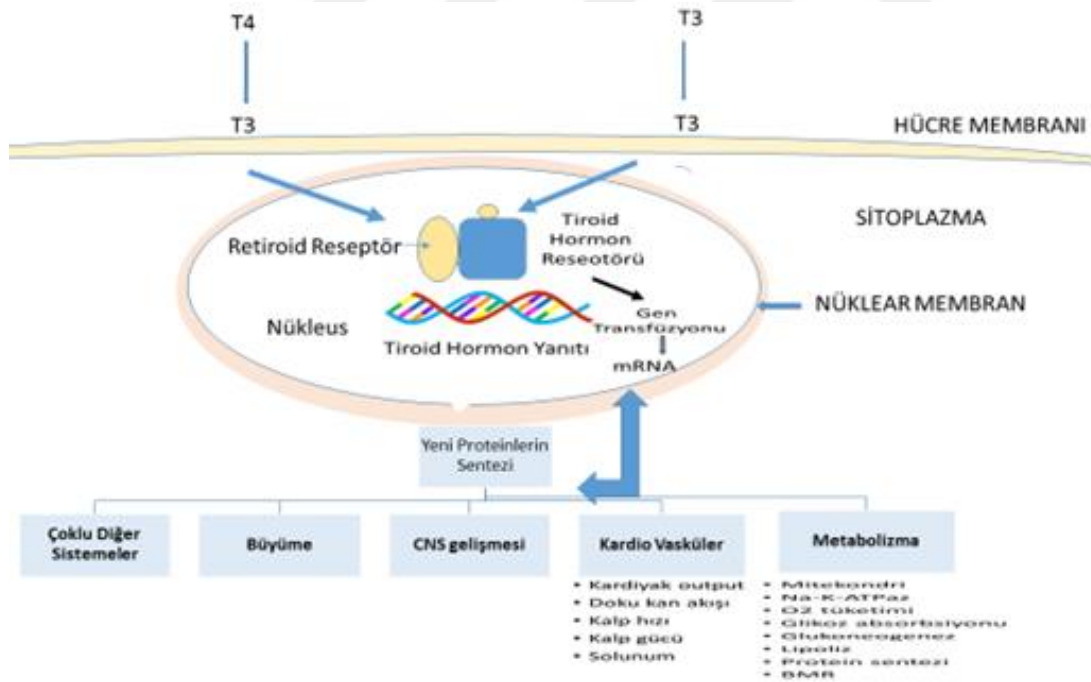 T4
T3
T3
T3
HÜCRE MEMBRANI
SİTOPLAZMA
Retiroid Reseptör
Tiroid
Hormon
Reseotörü
NÜKLEAR MEMBRAN
Nükleus
Gen
Transfüzyonu
Tiroid Hormon Yanıtı
mRNA
Yeni Proteinlerin
Sentezi
Çoklu Diğer
Sistemeler
Büyüme
CNS gelişmesi
Kardio Vasküler
Metabolizma
• Kardiyak output
• Doku kan akışı
• Kalp hızı
• Kalp gücü
• Solunum
• Mitekondri
• Na-K-ATPaz
• O2 tüketimi
• Glikoz absorbsiyonu
• Glukoneogenez
• Lipoliz
• Protein sentezi
• BMR